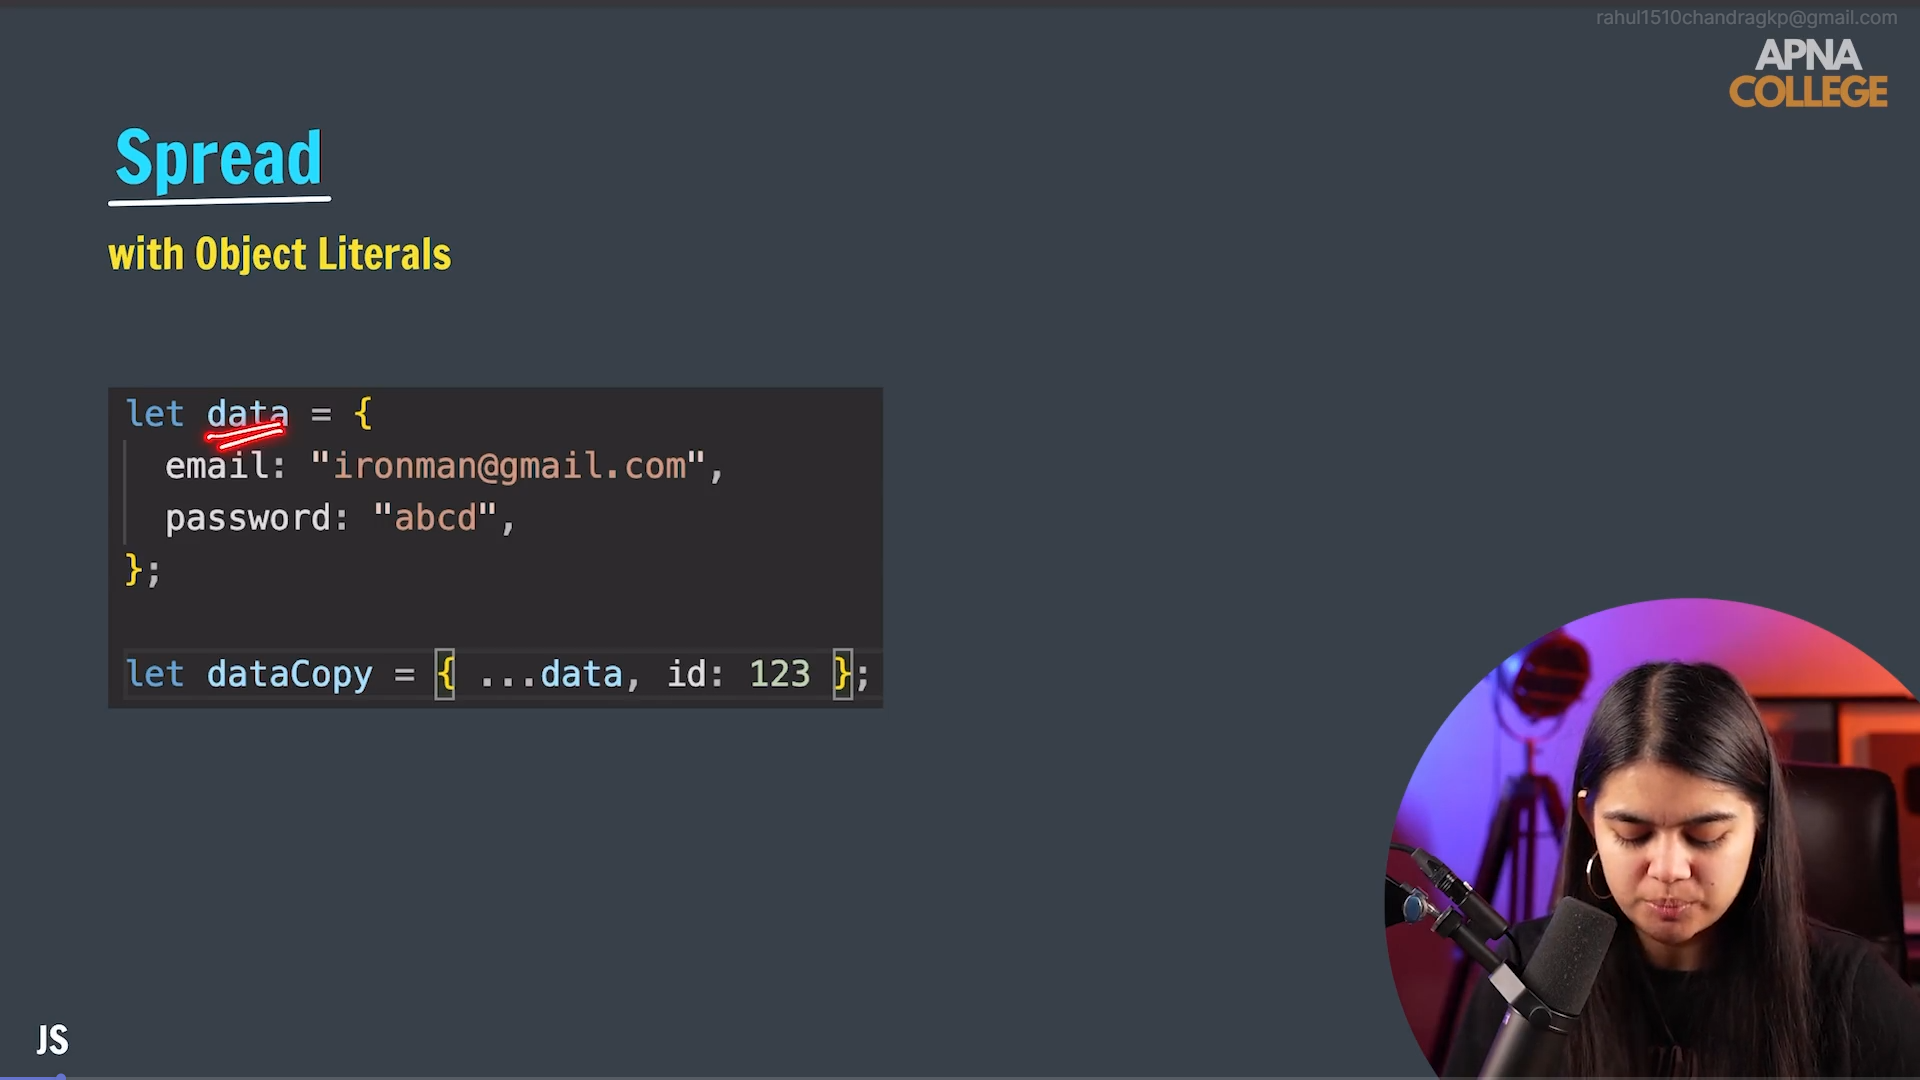 rahul1510chandragkp@gmail.com
APNA
COLLEGE
Spread
with Object Literals
let data = {
email: "ironman@gmail.com",
password: "abcd",
};
let dataCopy = { ...data, id: 123 };
JS